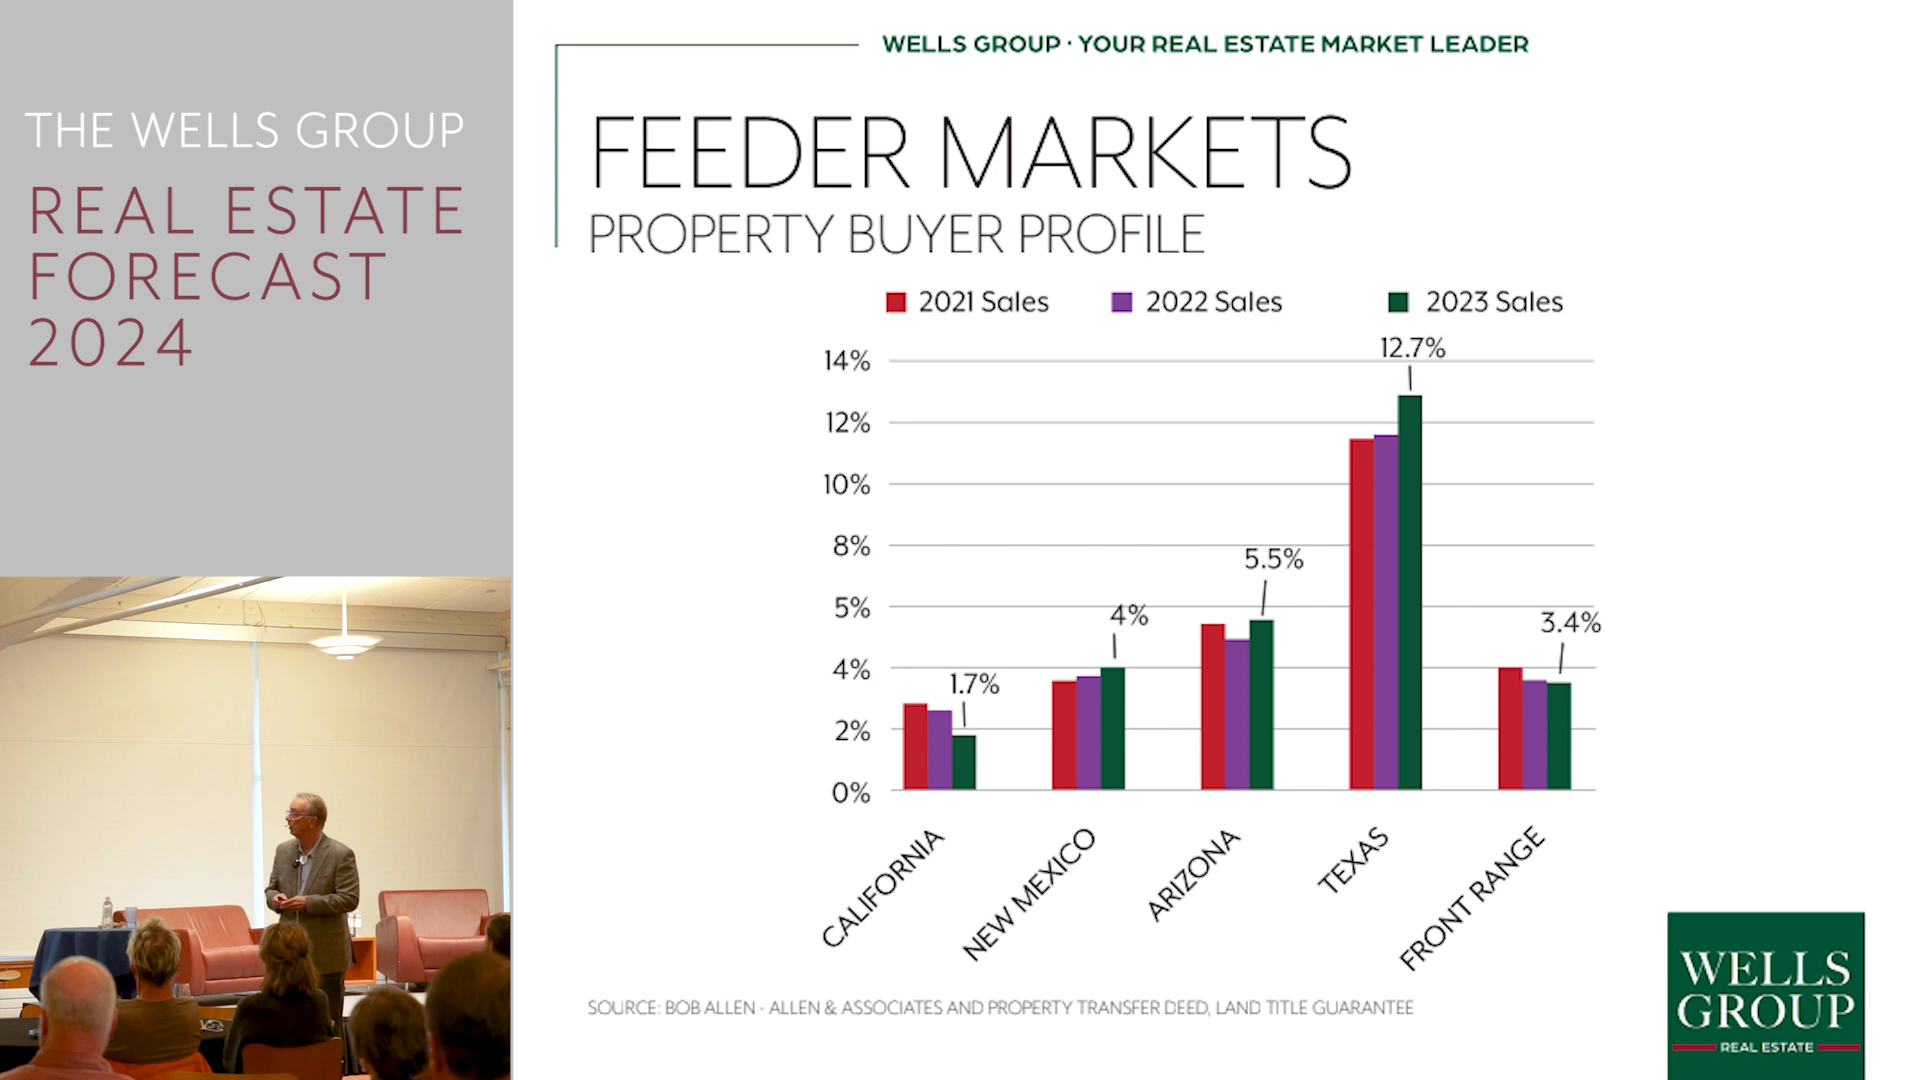 THE WELLS GROUP
REAL ESTATE
FORECAST
2024
WELLS GROUP · YOUR REAL ESTATE MARKET LEADER
FEEDER MARKETS
PROPERTY BUYER PROFILE
2021 Sales 2022 Sales 2023 Sales
14%
12%
10%
8%
5%
4%
2%
0%
1.7%
4%
5.5%
12.7%
3.4%
CALIFORNIA
NEW MEXICO
ARIZONA
TEXAS
FRONT RANGE
SOURCE: BOB ALLEN - ALLEN & ASSOCIATES AND PROPERTY TRANSFER DEED, LAND TITLE GUARANTEE
WELLS
GROUP
REAL ESTATE